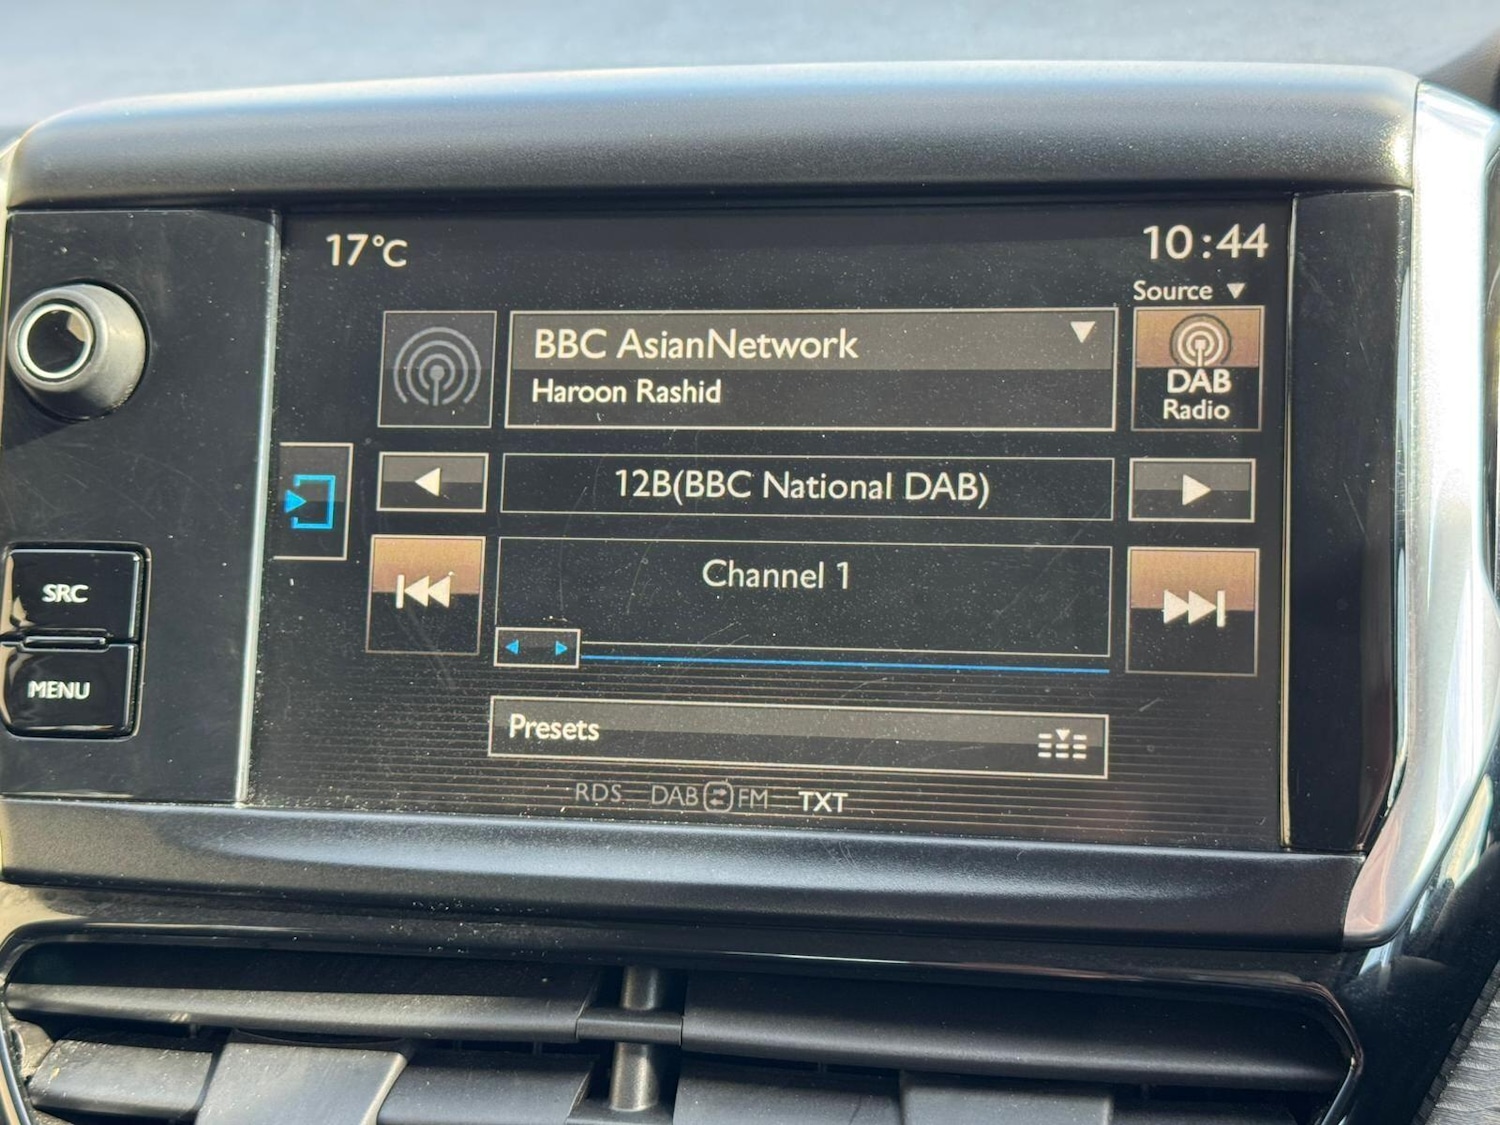 17°C
10:44
Source
BBC AsianNetwork
Haroon Rashid
DAB
Radio
12B(BBC National DAB)
SRC
Channel 1
MENU
Presets
RDS DAB FM TXT